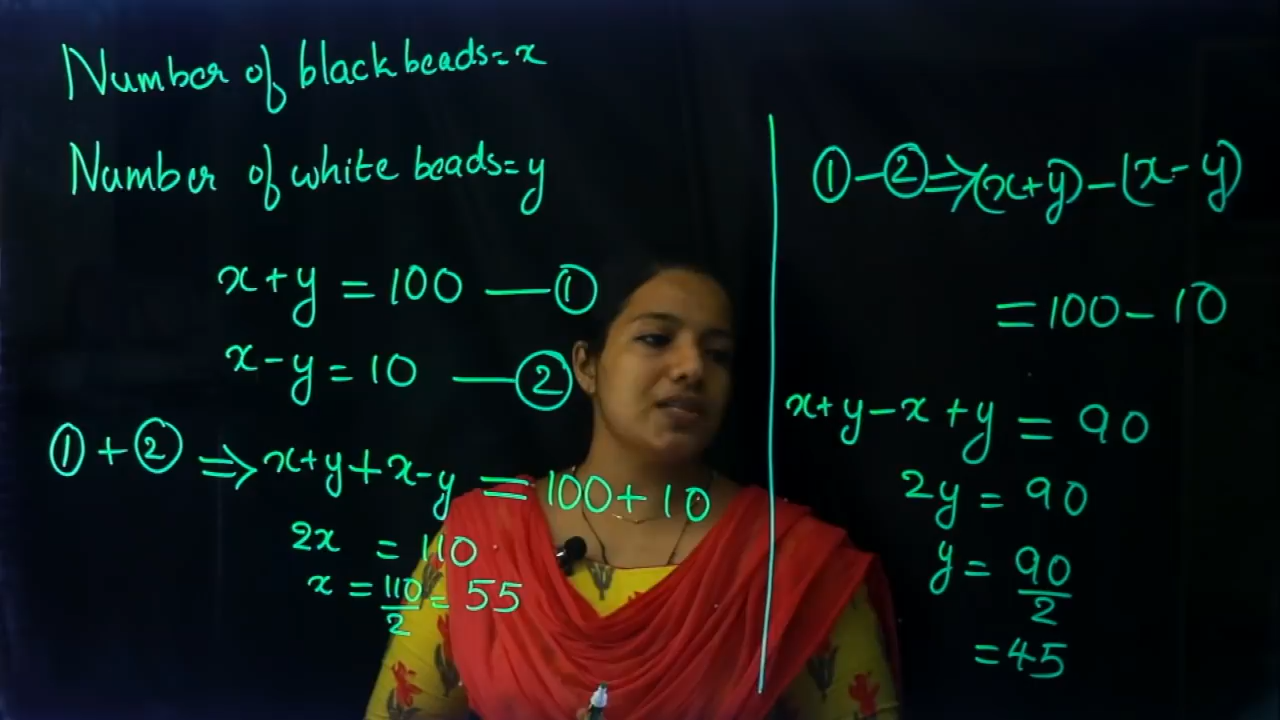 Number of black beads = x
Number of white beads = y
x + y = 100 — ①
x - y = 10 — ②
① + ② ⇒ x + y + x - y = 100 + 10
2x = 110
x = 110/2 = 55
① - ② ⇒ (x + y) - (x - y)
= 100 - 10
x + y - x + y = 90
2y = 90
y = 90/2
= 45